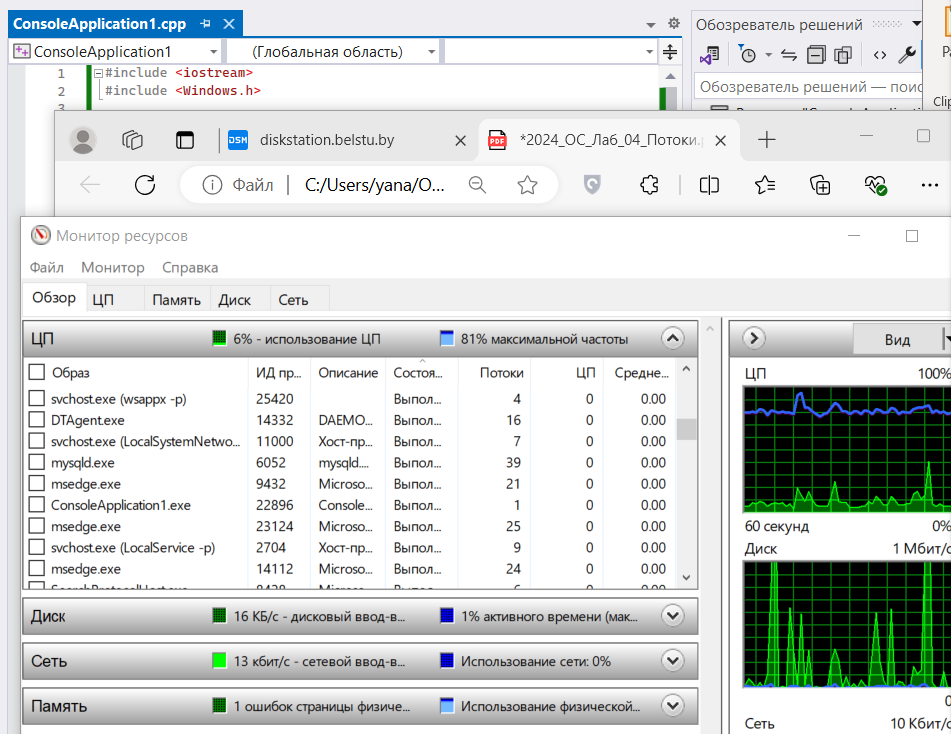 ConsoleApplication1.cpp
Обозреватель решений
ConsoleApplication1
(Глобальная область)
1 #include <iostream>
2 #include <Windows.h>
3
Обозреватель решений — поис
Clip
DSM diskstation.belstu.by
PDF *2024_ОС_Лаб_04_Потоки.
Файл
C:/Users/yana/O...
Монитор ресурсов
Файл Монитор Справка
Обзор ЦП Память Диск Сеть
ЦП 6% - использование ЦП 81% максимальной частоты
Образ ИД пр... Описание Состоя... Потоки ЦП Средне...
svchost.exe (wsappx -p) 25420 Выпол... 4 0 0.00
DTAgent.exe 14332 DAEMO... Выпол... 16 0 0.00
svchost.exe (LocalSystemNetwo... 11000 Хост-пр... Выпол... 7 0 0.00
mysqld.exe 6052 mysqld.... Выпол... 39 0 0.00
msedge.exe 9432 Microso... Выпол... 21 0 0.00
ConsoleApplication1.exe 22896 Console... Выпол... 1 0 0.00
msedge.exe 23124 Microso... Выпол... 25 0 0.00
svchost.exe (LocalService -p) 2704 Хост-пр... Выпол... 9 0 0.00
msedge.exe 14112 Microso... Выпол... 24 0 0.00
Диск 16 КБ/с - дисковый ввод-в... 1% активного времени (мак...
Сеть 13 кбит/с - сетевой ввод-в... Использование сети: 0%
Память 1 ошибок страницы физиче... Использование физической...
Вид
ЦП 100%
60 секунд 0%
Диск 1 Мбит/с
0
Сеть 10 Кбит/с